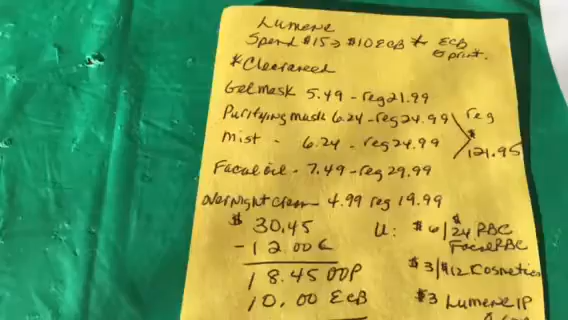 Lumene
Spend $15 → $10 ECB * ECB
& print.
*Clearanced
Gel mask 5.49 - reg 21.99
Purifying mask 6.24 - reg 24.99 reg
Mist - 6.24 - reg 24.99 $
124.95
Facial oil - 7.49 - reg 29.99
Overnight cream - 4.99 reg 19.99
$ 30.45 U: $6/$24 RBC
- 12.00 C Facial RBC
18.45 OOP $3/$12 Kosmetics
10.00 ECB $3 Lumene IP